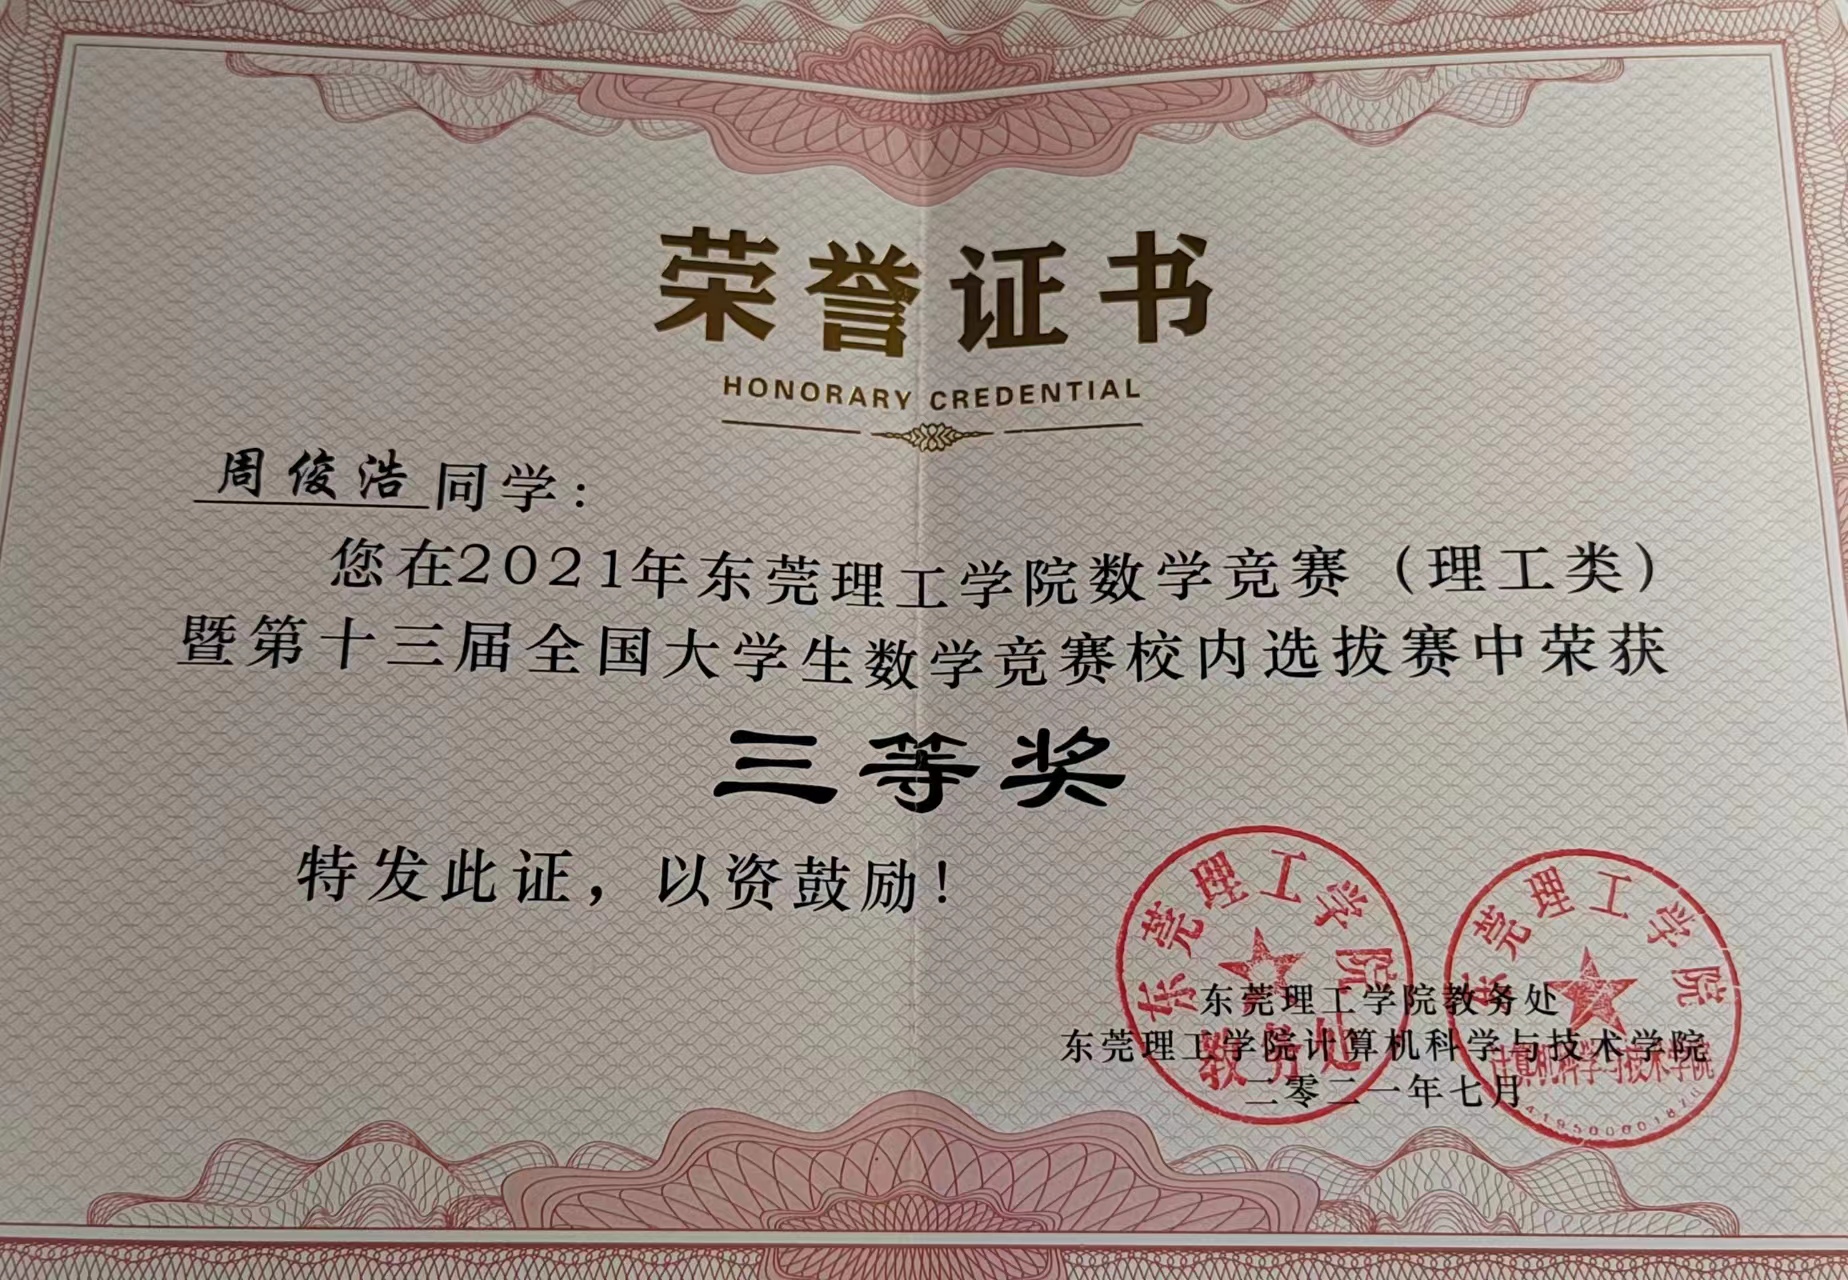 荣誉证书
HONORARY CREDENTIAL
周俊浩同学：
您在2021年东莞理工学院数学竞赛（理工类）
暨第十三届全国大学生数学竞赛校内选拔赛中荣获
三等奖
特发此证，以资鼓励！
东莞理工学院教务处
东莞理工学院计算机科学与技术学院
二零二一年七月
东莞理工学院
教务处
东莞理工学院
计算机科学与技术学院